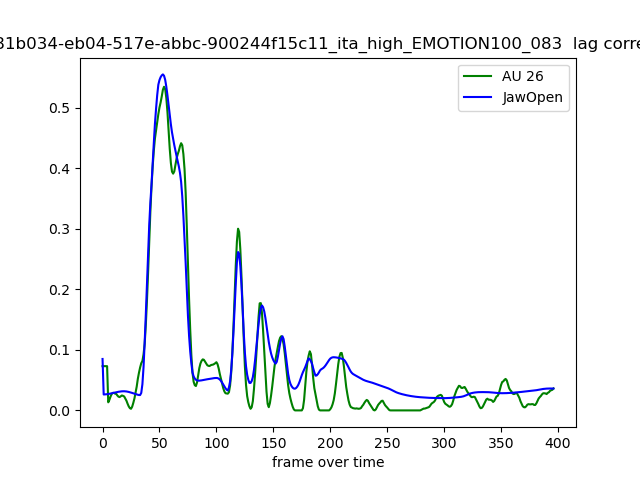 31b034-eb04-517e-abbc-900244f15c11_ita_high_EMOTION100_083 lag corre
AU 26
JawOpen
0.5
0.4
0.3
0.2
0.1
0.0
0 50 100 150 200 250 300 350 400
frame over time